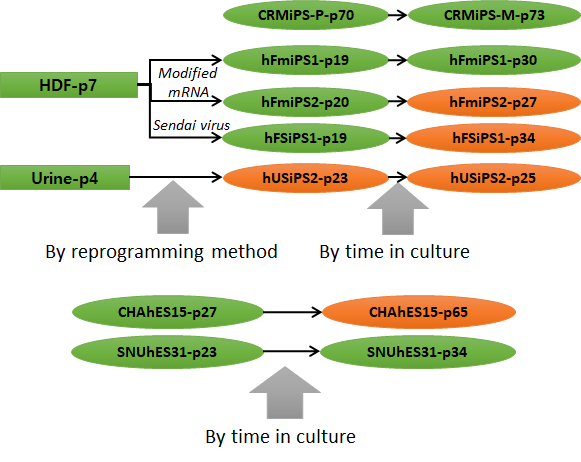 CRMiPS-P-p70
CRMiPS-M-p73
HDF-p7
Modified
mRNA
hFmiPS1-p19
hFmiPS1-p30
hFmiPS2-p20
hFmiPS2-p27
Sendai virus
hFSiPS1-p19
hFSiPS1-p34
Urine-p4
hUSiPS2-p23
hUSiPS2-p25
By reprogramming method
By time in culture
CHAhES15-p27
CHAhES15-p65
SNUhES31-p23
SNUhES31-p34
By time in culture